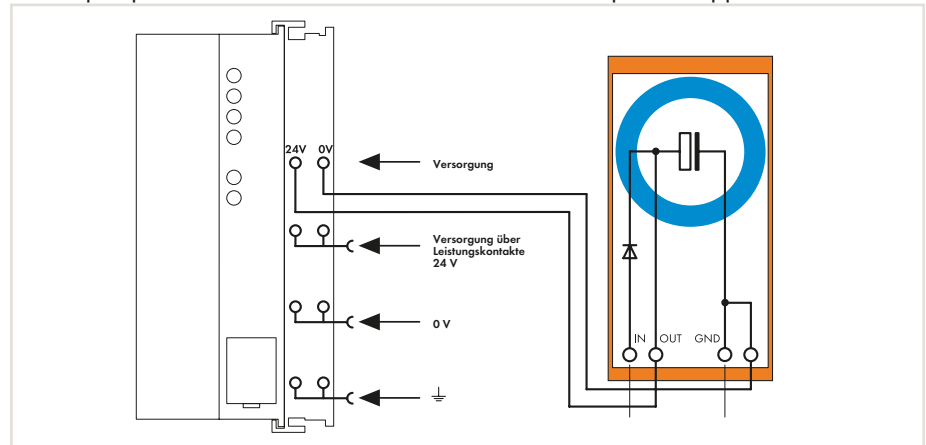 24V 0V
Versorgung
Versorgung über
Leistungskontakte
24 V
0 V
IN OUT GND